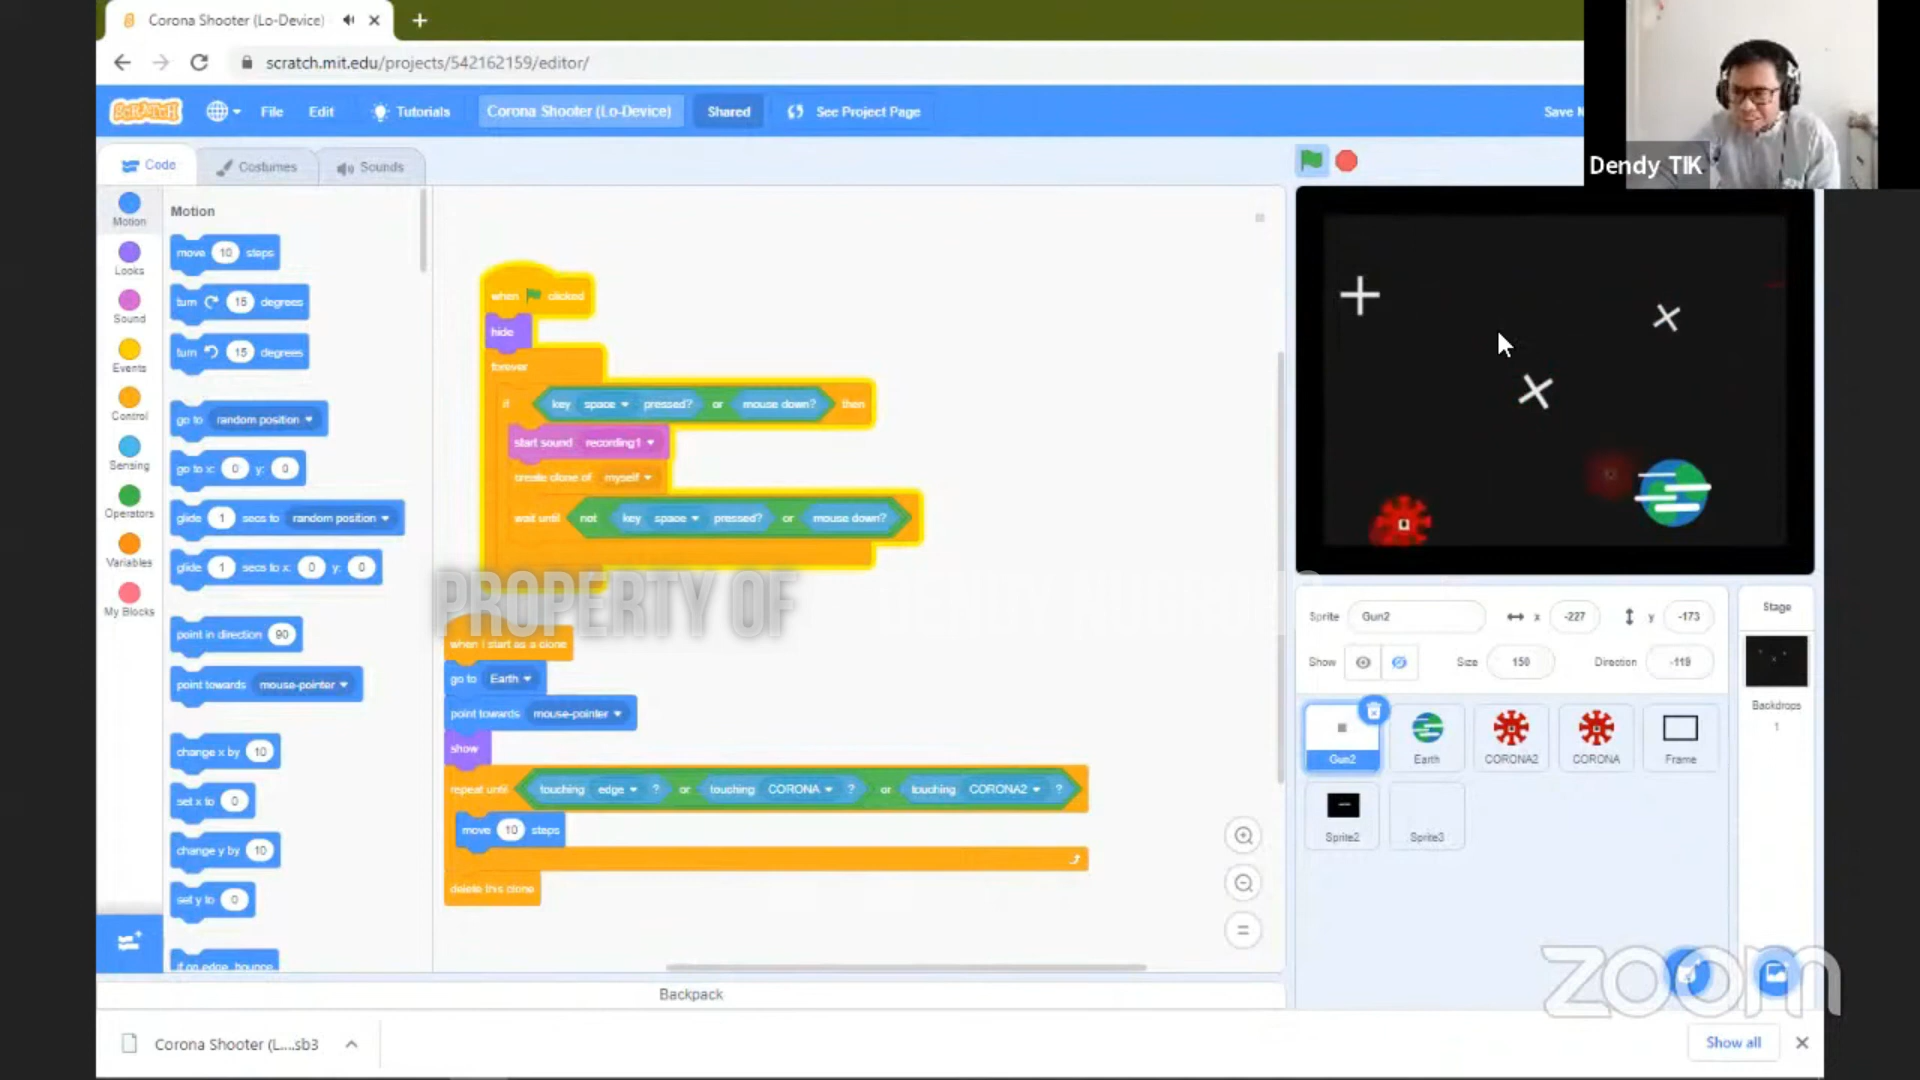 Corona Shooter (Lo-Device)
scratch.mit.edu/projects/542162159/editor/
SCRATCH File Edit Tutorials Corona Shooter (Lo-Device) Shared See Project Page Save
Dendy TIK
Code Costumes Sounds
Motion
Looks
Sound
Events
Control
Sensing
Operators
Variables
My Blocks
Motion
move 10 steps
turn 15 degrees
turn 15 degrees
go to random position
go to x: 0 y: 0
glide 1 secs to random position
glide 1 secs to x: 0 y: 0
point in direction 90
point towards mouse-pointer
change x by 10
set x to 0
change y by 10
set y to 0
if on edge, bounce
when clicked
hide
forever
if key space pressed? or mouse down? then
start sound recording1
create clone of myself
wait until not key space pressed? or mouse down?
PROPERTY OF
when I start as a clone
go to Earth
point towards mouse-pointer
show
repeat until touching edge ? or touching CORONA ? or touching CORONA2 ?
move 10 steps
delete this clone
Sprite Gun2 x -227 y -173
Show Size 150 Direction -119
Gun2 Earth CORONA2 CORONA Frame
Sprite2 Sprite3
Stage
Backdrops
1
Backpack
zoom
Corona Shooter (L....sb3
Show all